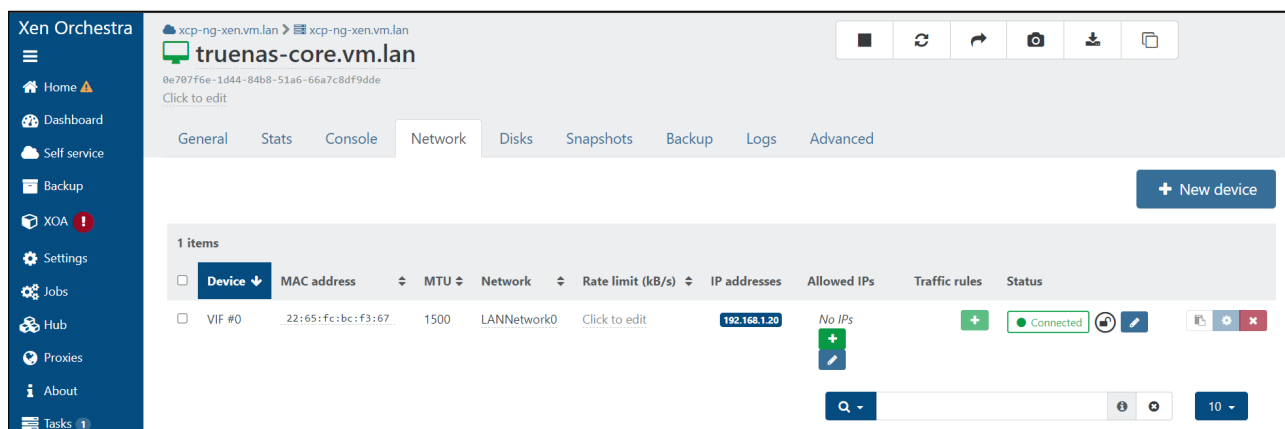 Xen Orchestra
Home
Dashboard
Self service
Backup
XOA
Settings
Jobs
Hub
Proxies
About
Tasks 1
xcp-ng-xen.vm.lan xcp-ng-xen.vm.lan
truenas-core.vm.lan
0e707f6e-1d44-84b8-51a6-66a7c8df9dde
Click to edit
General Stats Console Network Disks Snapshots Backup Logs Advanced
+ New device
1 items
Device MAC address MTU Network Rate limit (kB/s) IP addresses Allowed IPs Traffic rules Status
VIF #0 22:65:fc:bc:f3:67 1500 LANNetwork0 Click to edit 192.168.1.20 No IPs Connected
10